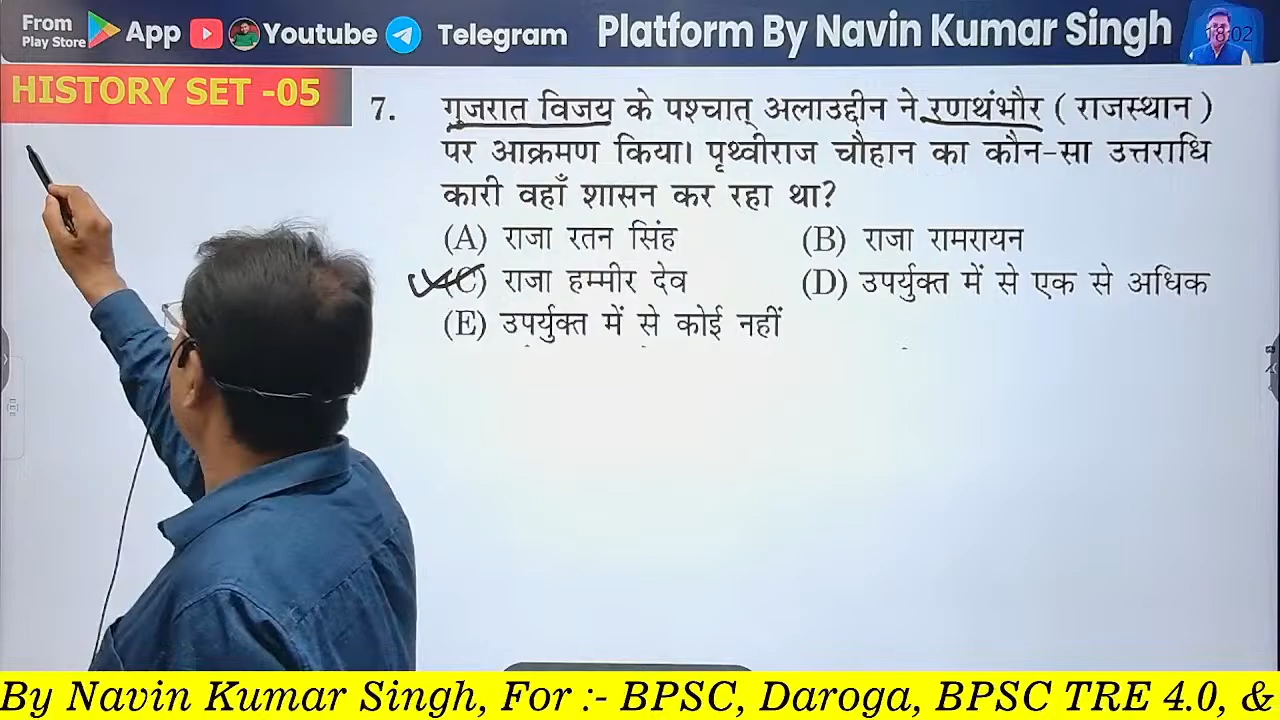 From
Play Store
App
Youtube
Telegram
Platform By Navin Kumar Singh
18:02
HISTORY SET -05
7. गुजरात विजय के पश्चात् अलाउद्दीन ने रणथंभौर ( राजस्थान )
पर आक्रमण किया। पृथ्वीराज चौहान का कौन-सा उत्तराधि
कारी वहाँ शासन कर रहा था?
(A) राजा रतन सिंह (B) राजा रामरायन
(C) राजा हम्मीर देव (D) उपर्युक्त में से एक से अधिक
(E) उपर्युक्त में से कोई नहीं
By Navin Kumar Singh, For :- BPSC, Daroga, BPSC TRE 4.0, &